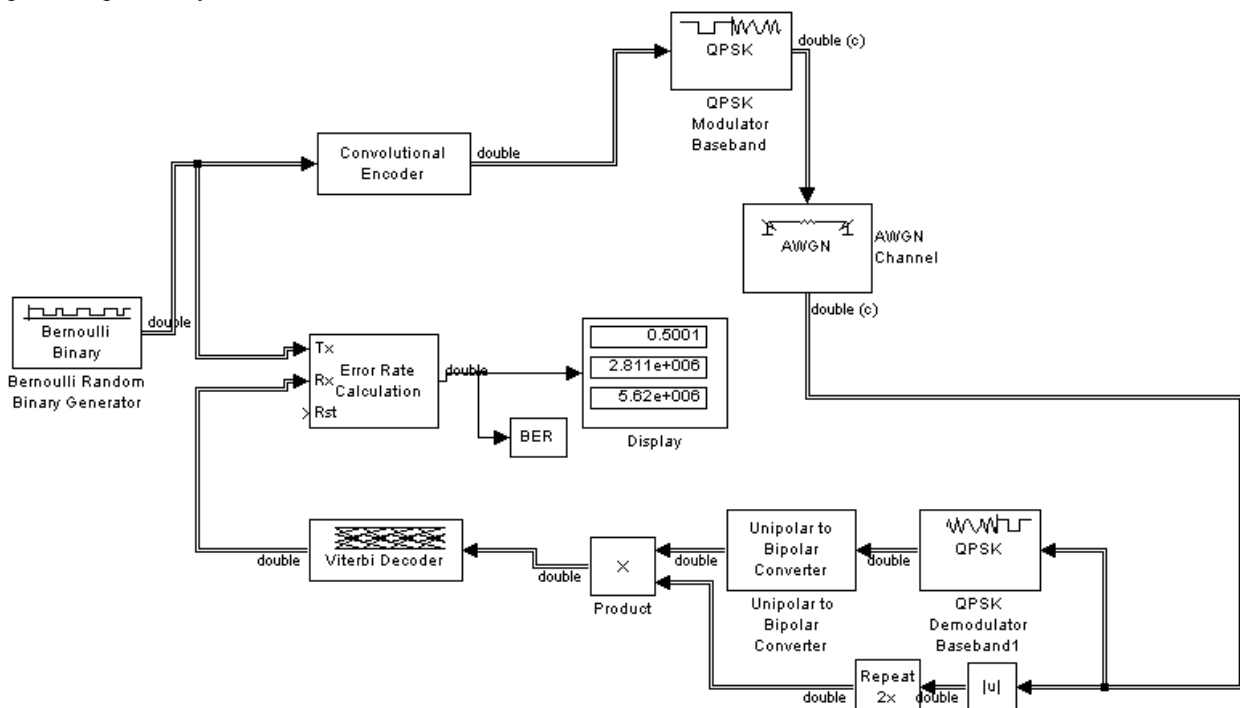 QPSK
double (c)
QPSK
Modulator
Baseband
Convolutional
Encoder
double
AWGN
AWGN
Channel
double (c)
Bernoulli
Binary
double
Bernoulli Random
Binary Generator
Tx
Rx
Rst
Error Rate
Calculation
double
0.5001
2.811e+006
5.62e+006
Display
BER
Viterbi Decoder
double
double
×
Product
double
Unipolar to
Bipolar
Converter
Unipolar to
Bipolar
Converter
double
QPSK
QPSK
Demodulator
Baseband1
double
Repeat
2x
double
|u|